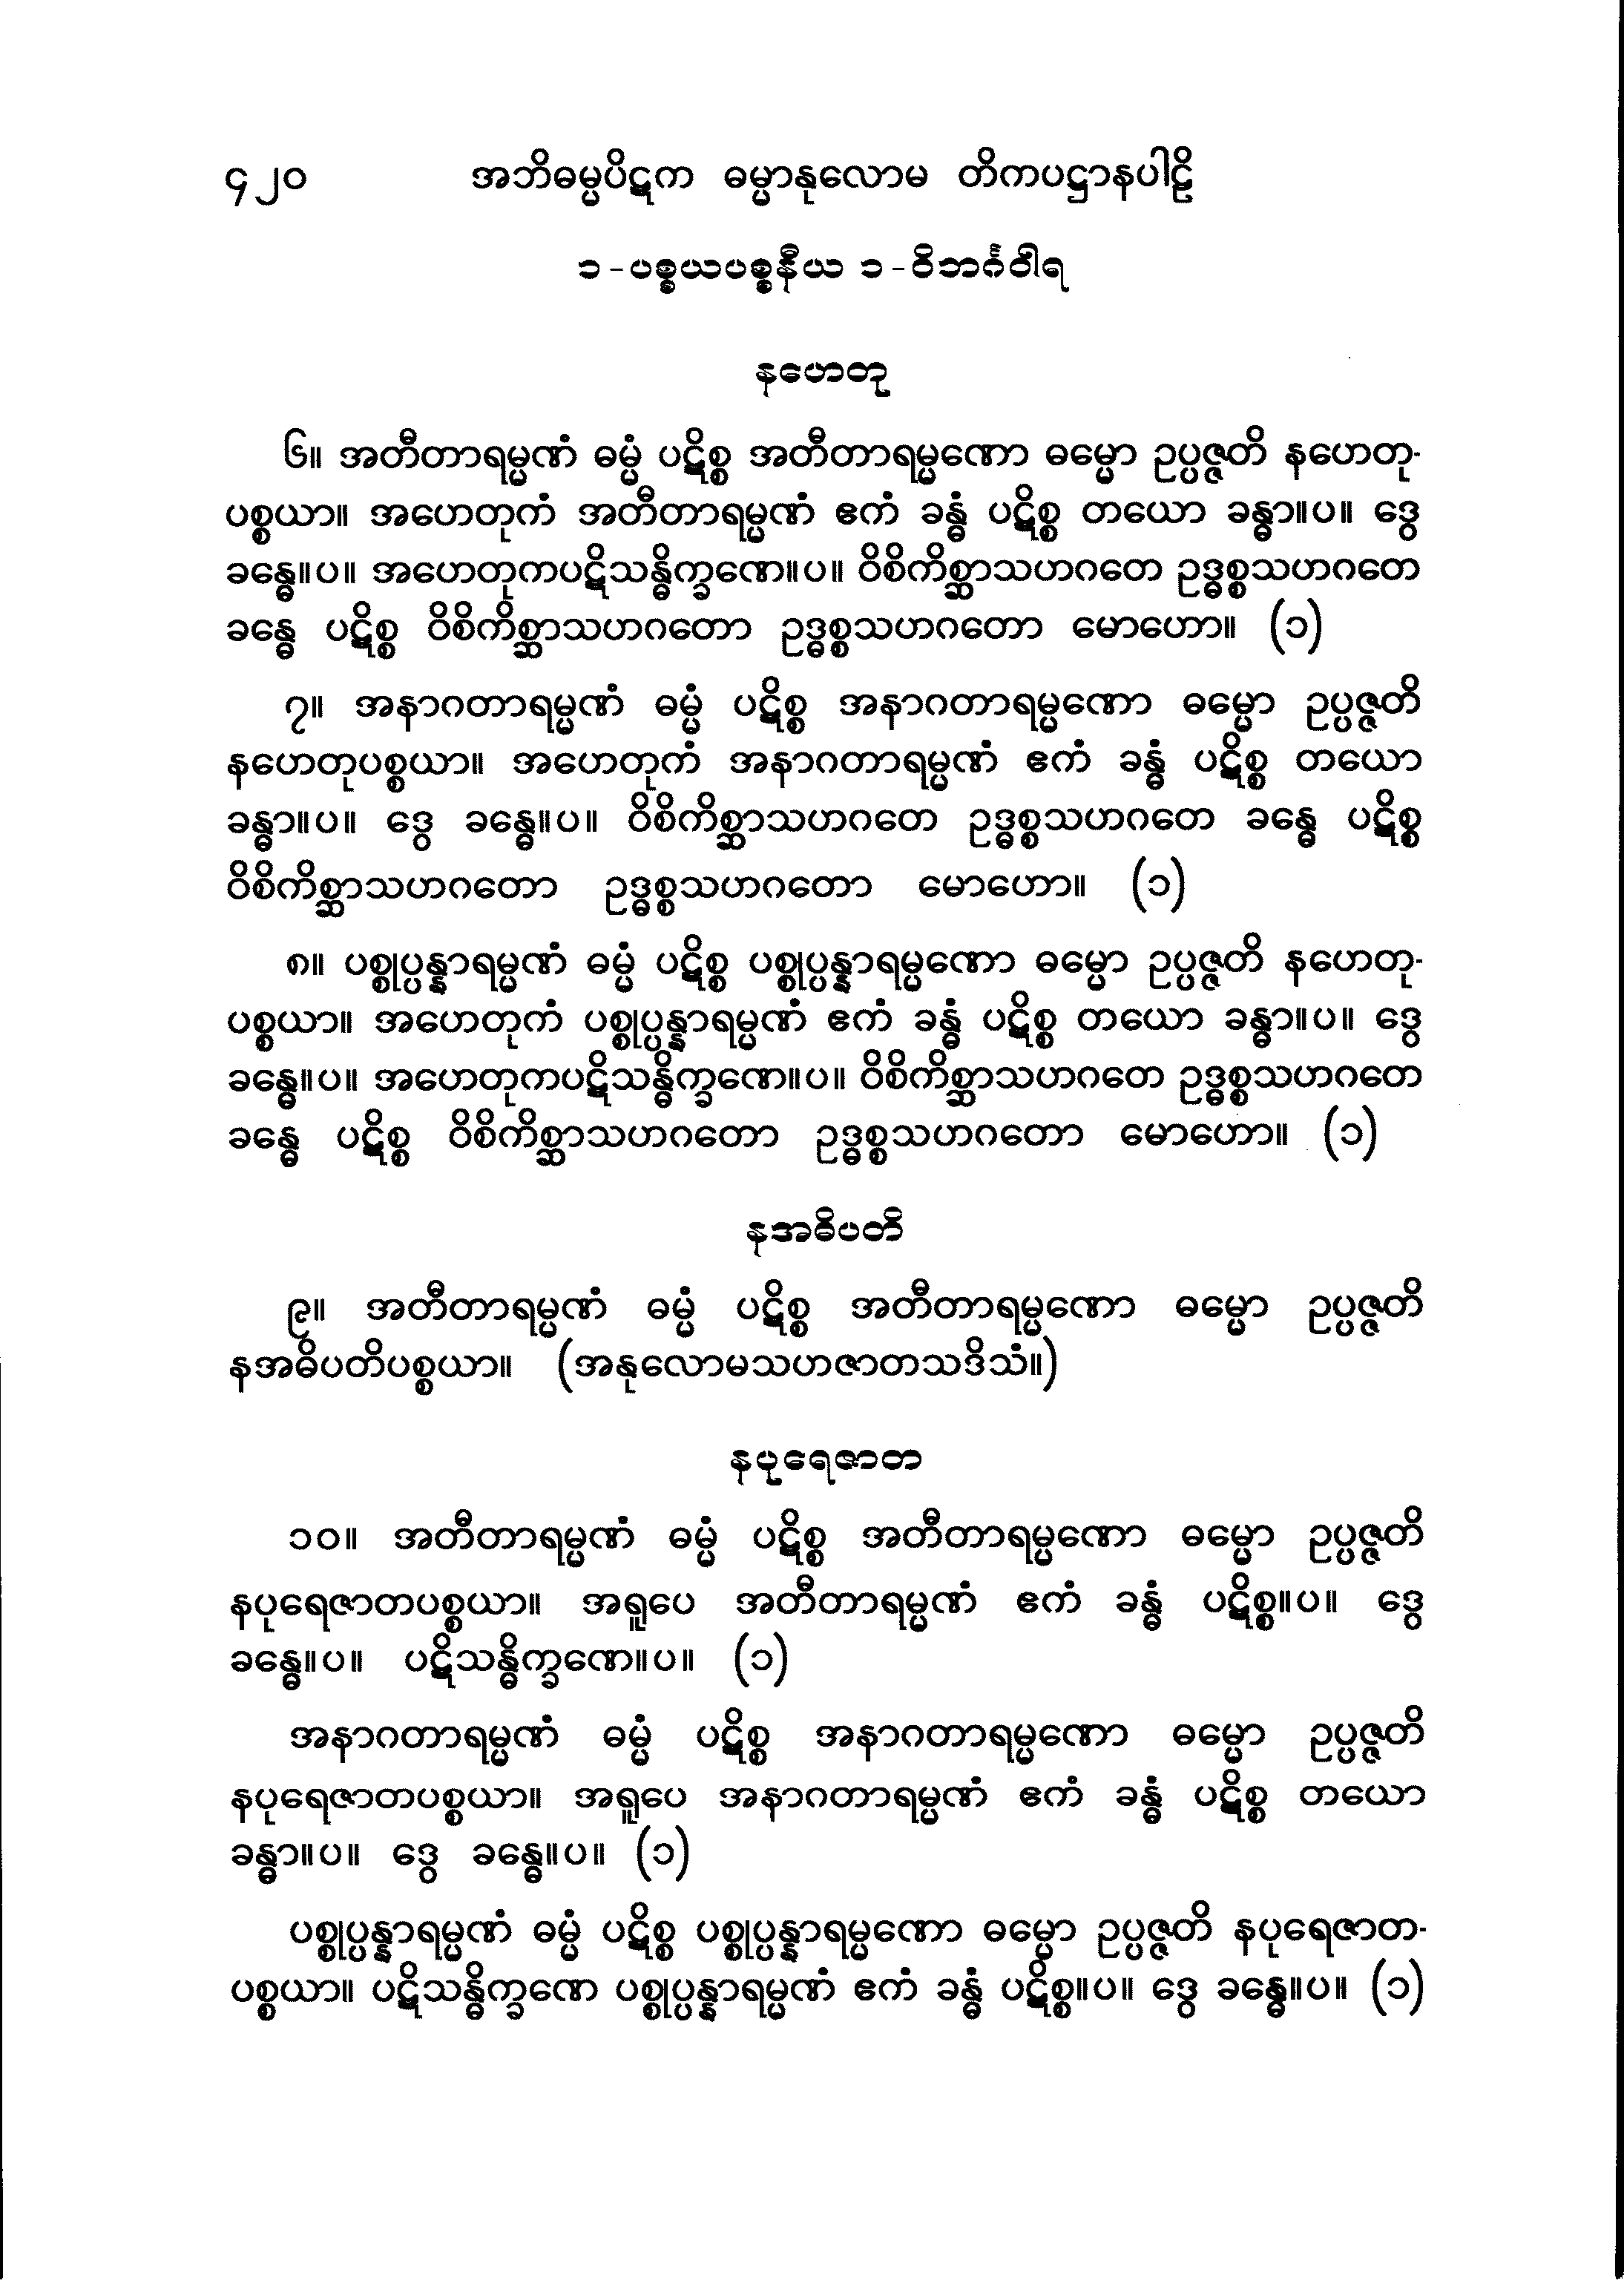 ၄၂၀ အဘိဓမ္မပိဋက ဓမ္မာနုလောမ တိကပဋ္ဌာနပါဠိ
၁-ပစ္စယပစ္စနီယ ၁-ဝိဘင်္ဂဝါရ
နဟေတု
၆။ အတီတာရမ္မဏံ ဓမ္မံ ပဋိစ္စ အတီတာရမ္မဏော ဓမ္မော ဥပ္ပဇ္ဇတိ နဟေတု-
ပစ္စယာ။ အဟေတုကံ အတီတာရမ္မဏံ ဧကံ ခန္ဓံ ပဋိစ္စ တယော ခန္ဓာ။ပ။ ဒွေ
ခန္ဓေ။ပ။ အဟေတုကပဋိသန္ဓိက္ခဏေ။ပ။ ဝိစိကိစ္ဆာသဟဂတေ ဥဒ္ဓစ္စသဟဂတေ
ခန္ဓေ ပဋိစ္စ ဝိစိကိစ္ဆာသဟဂတော ဥဒ္ဓစ္စသဟဂတော မောဟော။ (၁)
၇။ အနာဂတာရမ္မဏံ ဓမ္မံ ပဋိစ္စ အနာဂတာရမ္မဏော ဓမ္မော ဥပ္ပဇ္ဇတိ
နဟေတုပစ္စယာ။ အဟေတုကံ အနာဂတာရမ္မဏံ ဧကံ ခန္ဓံ ပဋိစ္စ တယော
ခန္ဓာ။ပ။ ဒွေ ခန္ဓေ။ပ။ ဝိစိကိစ္ဆာသဟဂတေ ဥဒ္ဓစ္စသဟဂတေ ခန္ဓေ ပဋိစ္စ
ဝိစိကိစ္ဆာသဟဂတော ဥဒ္ဓစ္စသဟဂတော မောဟော။ (၁)
၈။ ပစ္စုပ္ပန္နာရမ္မဏံ ဓမ္မံ ပဋိစ္စ ပစ္စုပ္ပန္နာရမ္မဏော ဓမ္မော ဥပ္ပဇ္ဇတိ နဟေတု-
ပစ္စယာ။ အဟေတုကံ ပစ္စုပ္ပန္နာရမ္မဏံ ဧကံ ခန္ဓံ ပဋိစ္စ တယော ခန္ဓာ။ပ။ ဒွေ
ခန္ဓေ။ပ။ အဟေတုကပဋိသန္ဓိက္ခဏေ။ပ။ ဝိစိကိစ္ဆာသဟဂတေ ဥဒ္ဓစ္စသဟဂတေ
ခန္ဓေ ပဋိစ္စ ဝိစိကိစ္ဆာသဟဂတော ဥဒ္ဓစ္စသဟဂတော မောဟော။ (၁)
နအဓိပတိ
၉။ အတီတာရမ္မဏံ ဓမ္မံ ပဋိစ္စ အတီတာရမ္မဏော ဓမ္မော ဥပ္ပဇ္ဇတိ
နအဓိပတိပစ္စယာ။ (အနုလောမသဟဇာတသဒိသံ။)
နပုရေဇာတ
၁၀။ အတီတာရမ္မဏံ ဓမ္မံ ပဋိစ္စ အတီတာရမ္မဏော ဓမ္မော ဥပ္ပဇ္ဇတိ
နပုရေဇာတပစ္စယာ။ အရူပေ အတီတာရမ္မဏံ ဧကံ ခန္ဓံ ပဋိစ္စ။ပ။ ဒွေ
ခန္ဓေ။ပ။ ပဋိသန္ဓိက္ခဏေ။ပ။ (၁)
အနာဂတာရမ္မဏံ ဓမ္မံ ပဋိစ္စ အနာဂတာရမ္မဏော ဓမ္မော ဥပ္ပဇ္ဇတိ
နပုရေဇာတပစ္စယာ။ အရူပေ အနာဂတာရမ္မဏံ ဧကံ ခန္ဓံ ပဋိစ္စ တယော
ခန္ဓာ။ပ။ ဒွေ ခန္ဓေ။ပ။ (၁)
ပစ္စုပ္ပန္နာရမ္မဏံ ဓမ္မံ ပဋိစ္စ ပစ္စုပ္ပန္နာရမ္မဏော ဓမ္မော ဥပ္ပဇ္ဇတိ နပုရေဇာတ-
ပစ္စယာ။ ပဋိသန္ဓိက္ခဏေ ပစ္စုပ္ပန္နာရမ္မဏံ ဧကံ ခန္ဓံ ပဋိစ္စ။ပ။ ဒွေ ခန္ဓေ။ပ။ (၁)